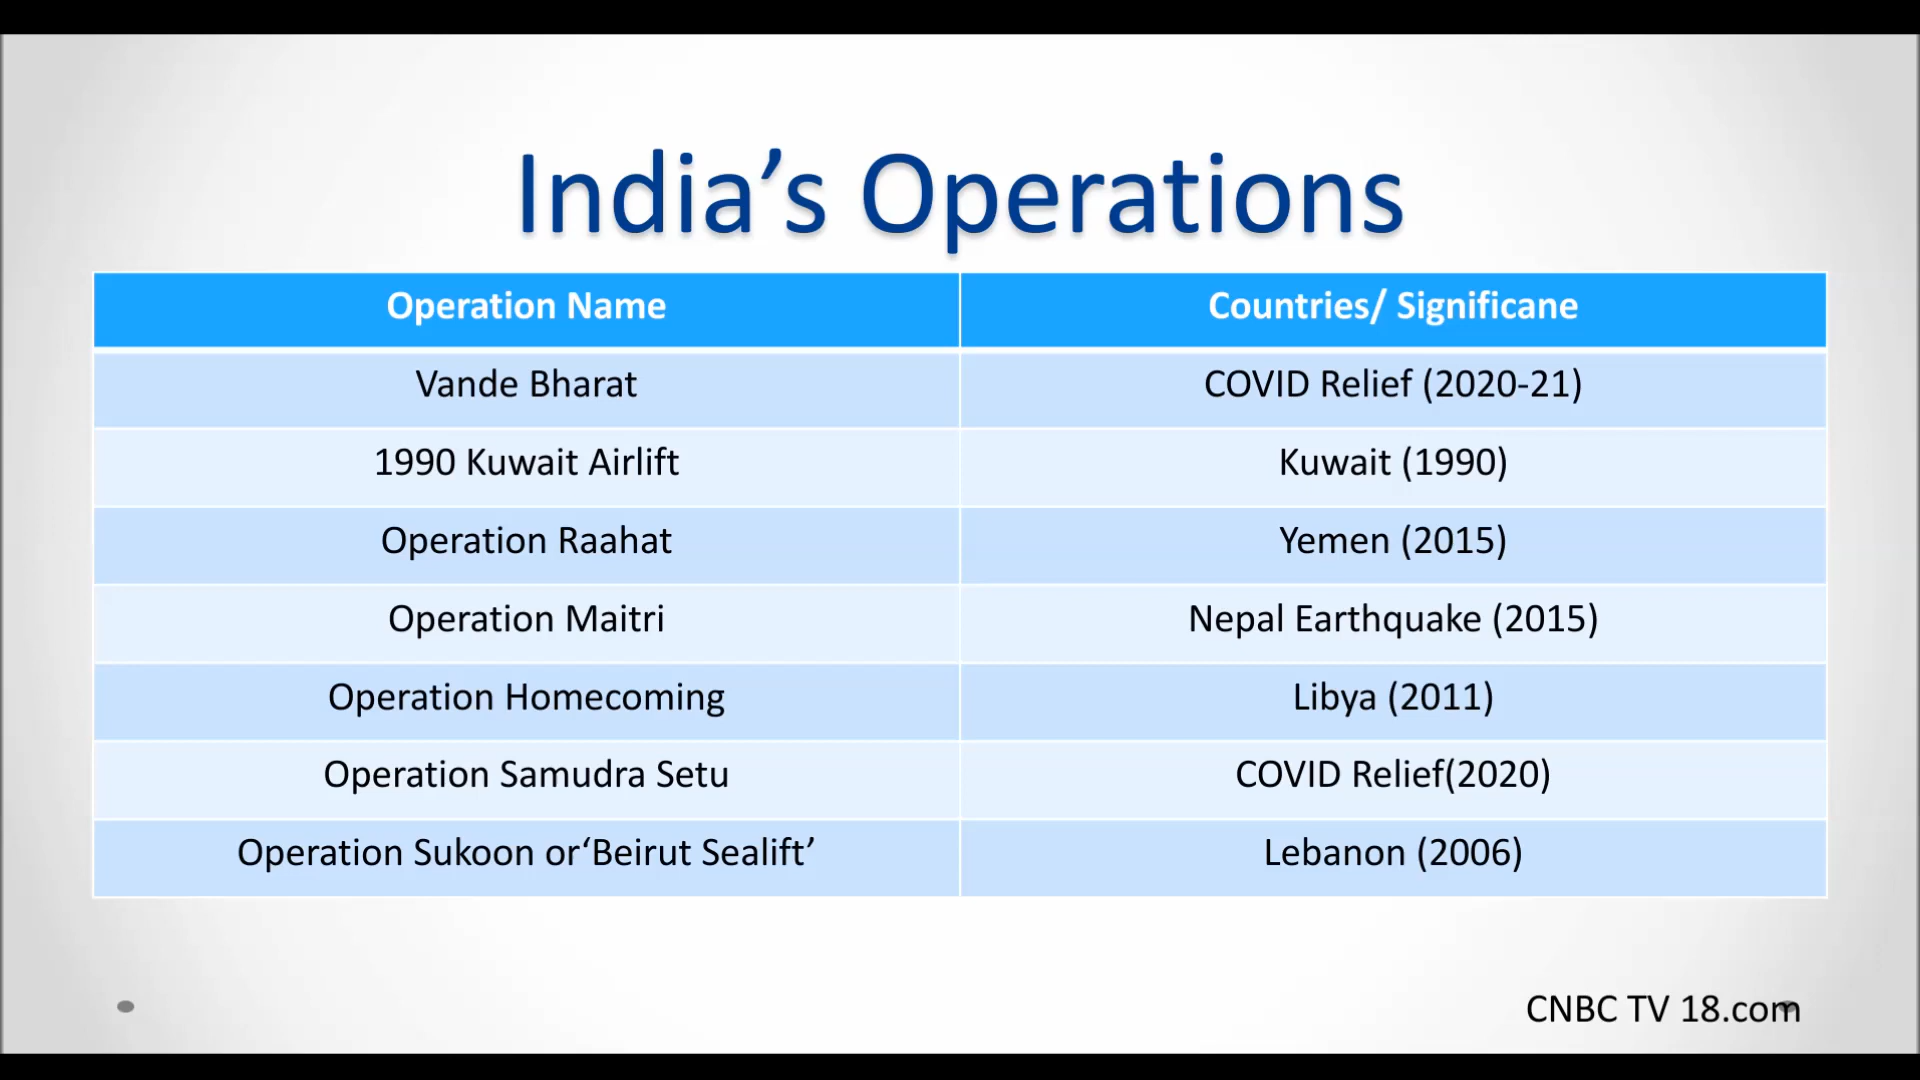 India’s Operations
Operation Name Countries/ Significane
Vande Bharat COVID Relief (2020-21)
1990 Kuwait Airlift Kuwait (1990)
Operation Raahat Yemen (2015)
Operation Maitri Nepal Earthquake (2015)
Operation Homecoming Libya (2011)
Operation Samudra Setu COVID Relief(2020)
Operation Sukoon or‘Beirut Sealift’ Lebanon (2006)
CNBC TV 18.com